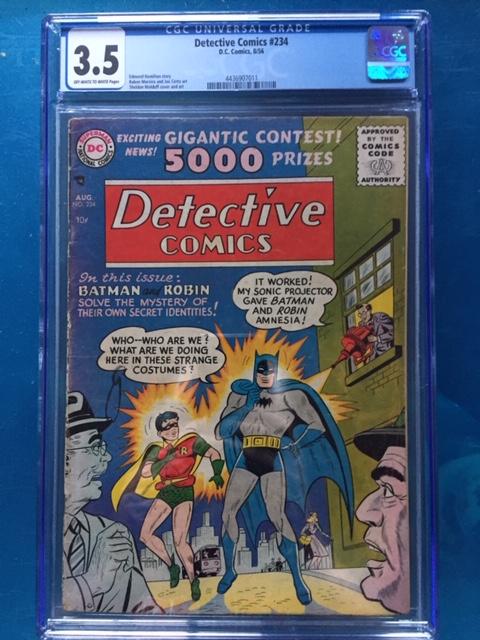 CGC UNIVERSAL GRADE
3.5
OFF-WHITE TO WHITE Pages
Detective Comics #234
D.C. Comics, 8/56
Edmond Hamilton story
Ruben Moreira and Joe Certa art
Sheldon Moldoff cover and art
4436907011
CGC
SUPERMAN
DC
NATIONAL COMICS
EXCITING NEWS!
GIGANTIC CONTEST!
5000 PRIZES
APPROVED
BY THE
COMICS
CODE
AUTHORITY
AUG.
NO. 234
10¢
Detective
COMICS
In this issue:
BATMAN and ROBIN
SOLVE THE MYSTERY OF
THEIR OWN SECRET IDENTITIES!
IT WORKED!
MY SONIC PROJECTOR
GAVE BATMAN
AND ROBIN
AMNESIA!
WHO--WHO ARE WE?
WHAT ARE WE DOING
HERE IN THESE STRANGE
COSTUMES?
R